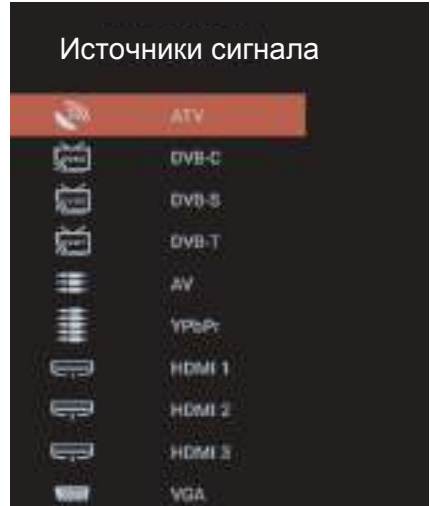 Источники сигнала
ATV
DVB-C
DVB-S
DVB-T
AV
YPbPr
HDMI 1
HDMI 2
HDMI 3
VGA